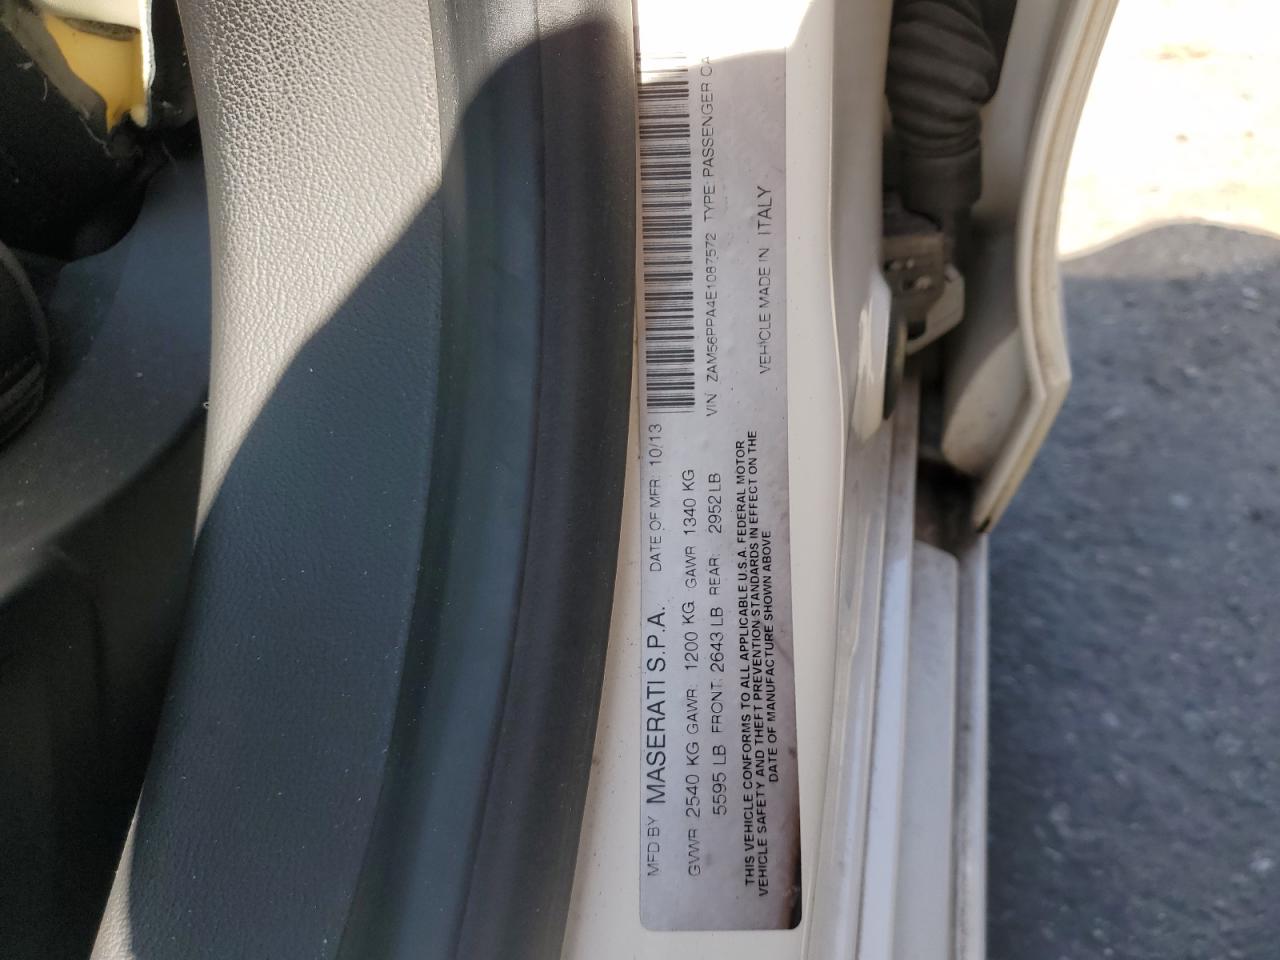 MFD BY MASERATI S.P.A. DATE OF MFR: 10/13
GVWR 2540 KG GAWR: 1200 KG GAWR 1340 KG
5595 LB FRONT: 2643 LB REAR: 2952 LB
VIN ZAM56PPA4E1087572 TYPE: PASSENGER CA
THIS VEHICLE CONFORMS TO ALL APPLICABLE U.S.A. FEDERAL MOTOR
VEHICLE SAFETY AND THEFT PREVENTION STANDARDS IN EFFECT ON THE
DATE OF MANUFACTURE SHOWN ABOVE
VEHICLE MADE IN ITALY